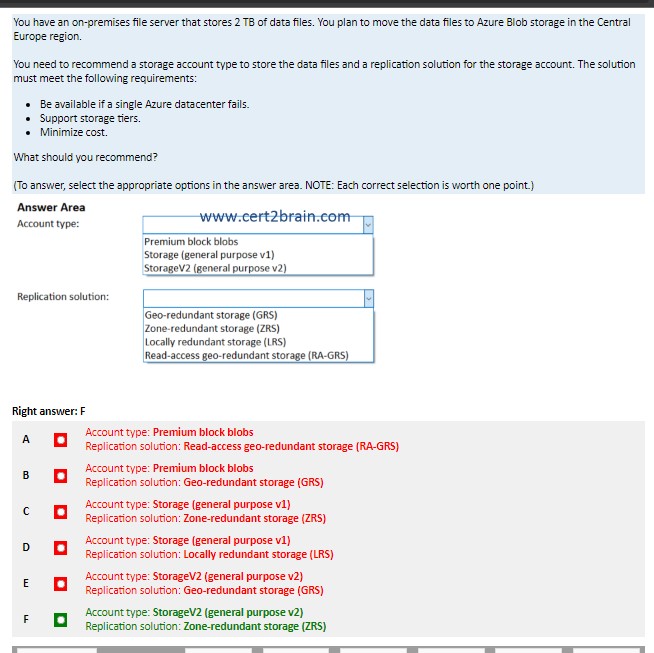 You have an on-premises file server that stores 2 TB of data files. You plan to move the data files to Azure Blob storage in the Central
Europe region.
You need to recommend a storage account type to store the data files and a replication solution for the storage account. The solution
must meet the following requirements:
• Be available if a single Azure datacenter fails.
• Support storage tiers.
• Minimize cost.
What should you recommend?
(To answer, select the appropriate options in the answer area. NOTE: Each correct selection is worth one point.)
Answer Area
www.cert2brain.com
Account type:
Premium block blobs
Storage (general purpose v1)
StorageV2 (general purpose v2)
Replication solution:
Geo-redundant storage (GRS)
Zone-redundant storage (ZRS)
Locally redundant storage (LRS)
Read-access geo-redundant storage (RA-GRS)
Right answer: F
A
Account type: Premium block blobs
Replication solution: Read-access geo-redundant storage (RA-GRS)
B
Account type: Premium block blobs
Replication solution: Geo-redundant storage (GRS)
C
Account type: Storage (general purpose v1)
Replication solution: Zone-redundant storage (ZRS)
D
Account type: Storage (general purpose v1)
Replication solution: Locally redundant storage (LRS)
E
Account type: StorageV2 (general purpose v2)
Replication solution: Geo-redundant storage (GRS)
F
Account type: StorageV2 (general purpose v2)
Replication solution: Zone-redundant storage (ZRS)